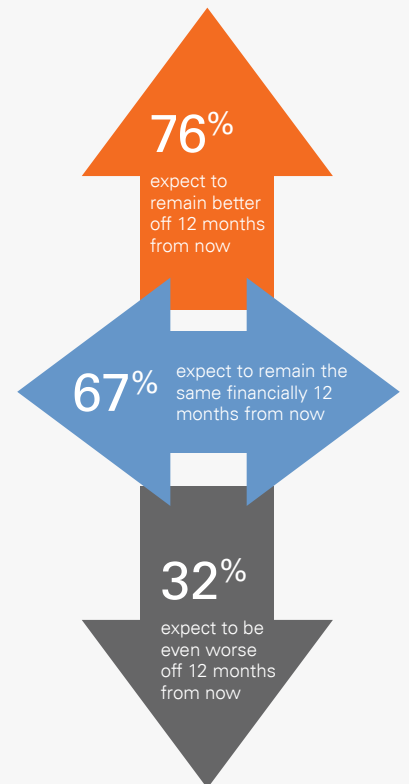 76%
expect to
remain better
off 12 months
from now
67%
expect to remain the
same financially 12
months from now
32%
expect to be
even worse
off 12 months
from now